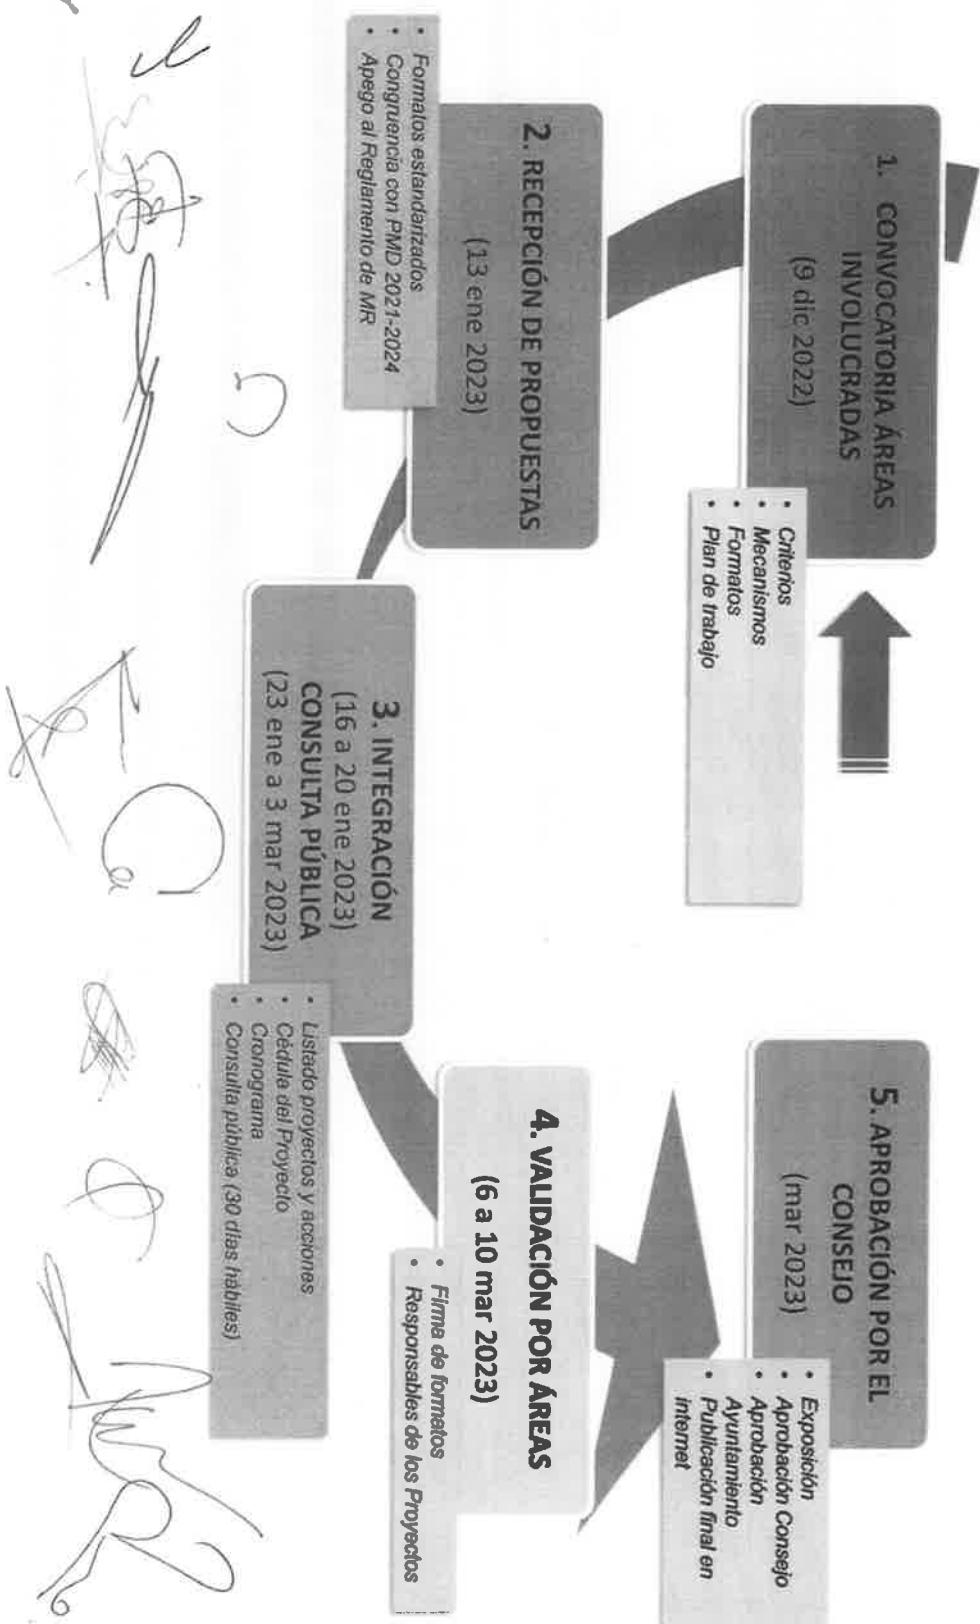 1. CONVOCATORIA ÁREAS
INVOLUCRADAS
(9 dic 2022)
• Criterios
• Mecanismos
• Formatos
• Plan de trabajo
2. RECEPCIÓN DE PROPUESTAS
(13 ene 2023)
• Formatos estandarizados
• Congruencia con PMD 2021-2024
• Apego al Reglamento de MR
3. INTEGRACIÓN
(16 a 20 ene 2023)
CONSULTA PÚBLICA
(23 ene a 3 mar 2023)
• Listado proyectos y acciones
• Cédula del Proyecto
• Cronograma
• Consulta pública (30 días hábiles)
4. VALIDACIÓN POR ÁREAS
(6 a 10 mar 2023)
• Firma de formatos
• Responsables de los Proyectos
5. APROBACIÓN POR EL
CONSEJO
(mar 2023)
• Exposición
• Aprobación Consejo
• Aprobación
Ayuntamiento
• Publicación final en
internet